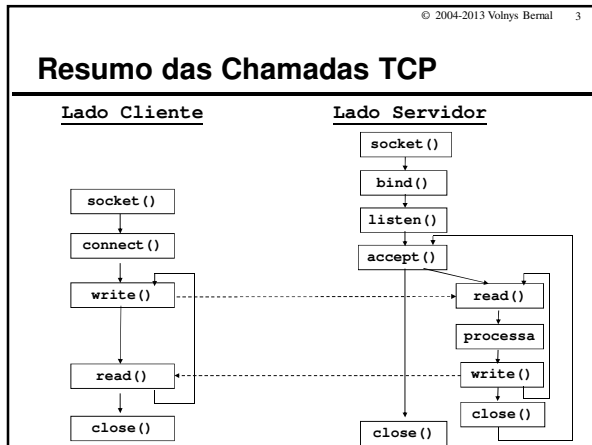 © 2004-2013 Volnys Bernal 3
Resumo das Chamadas TCP
Lado Cliente
socket()
connect()
write()
read()
close()
Lado Servidor
socket()
bind()
listen()
accept()
read()
processa
write()
close()
close()